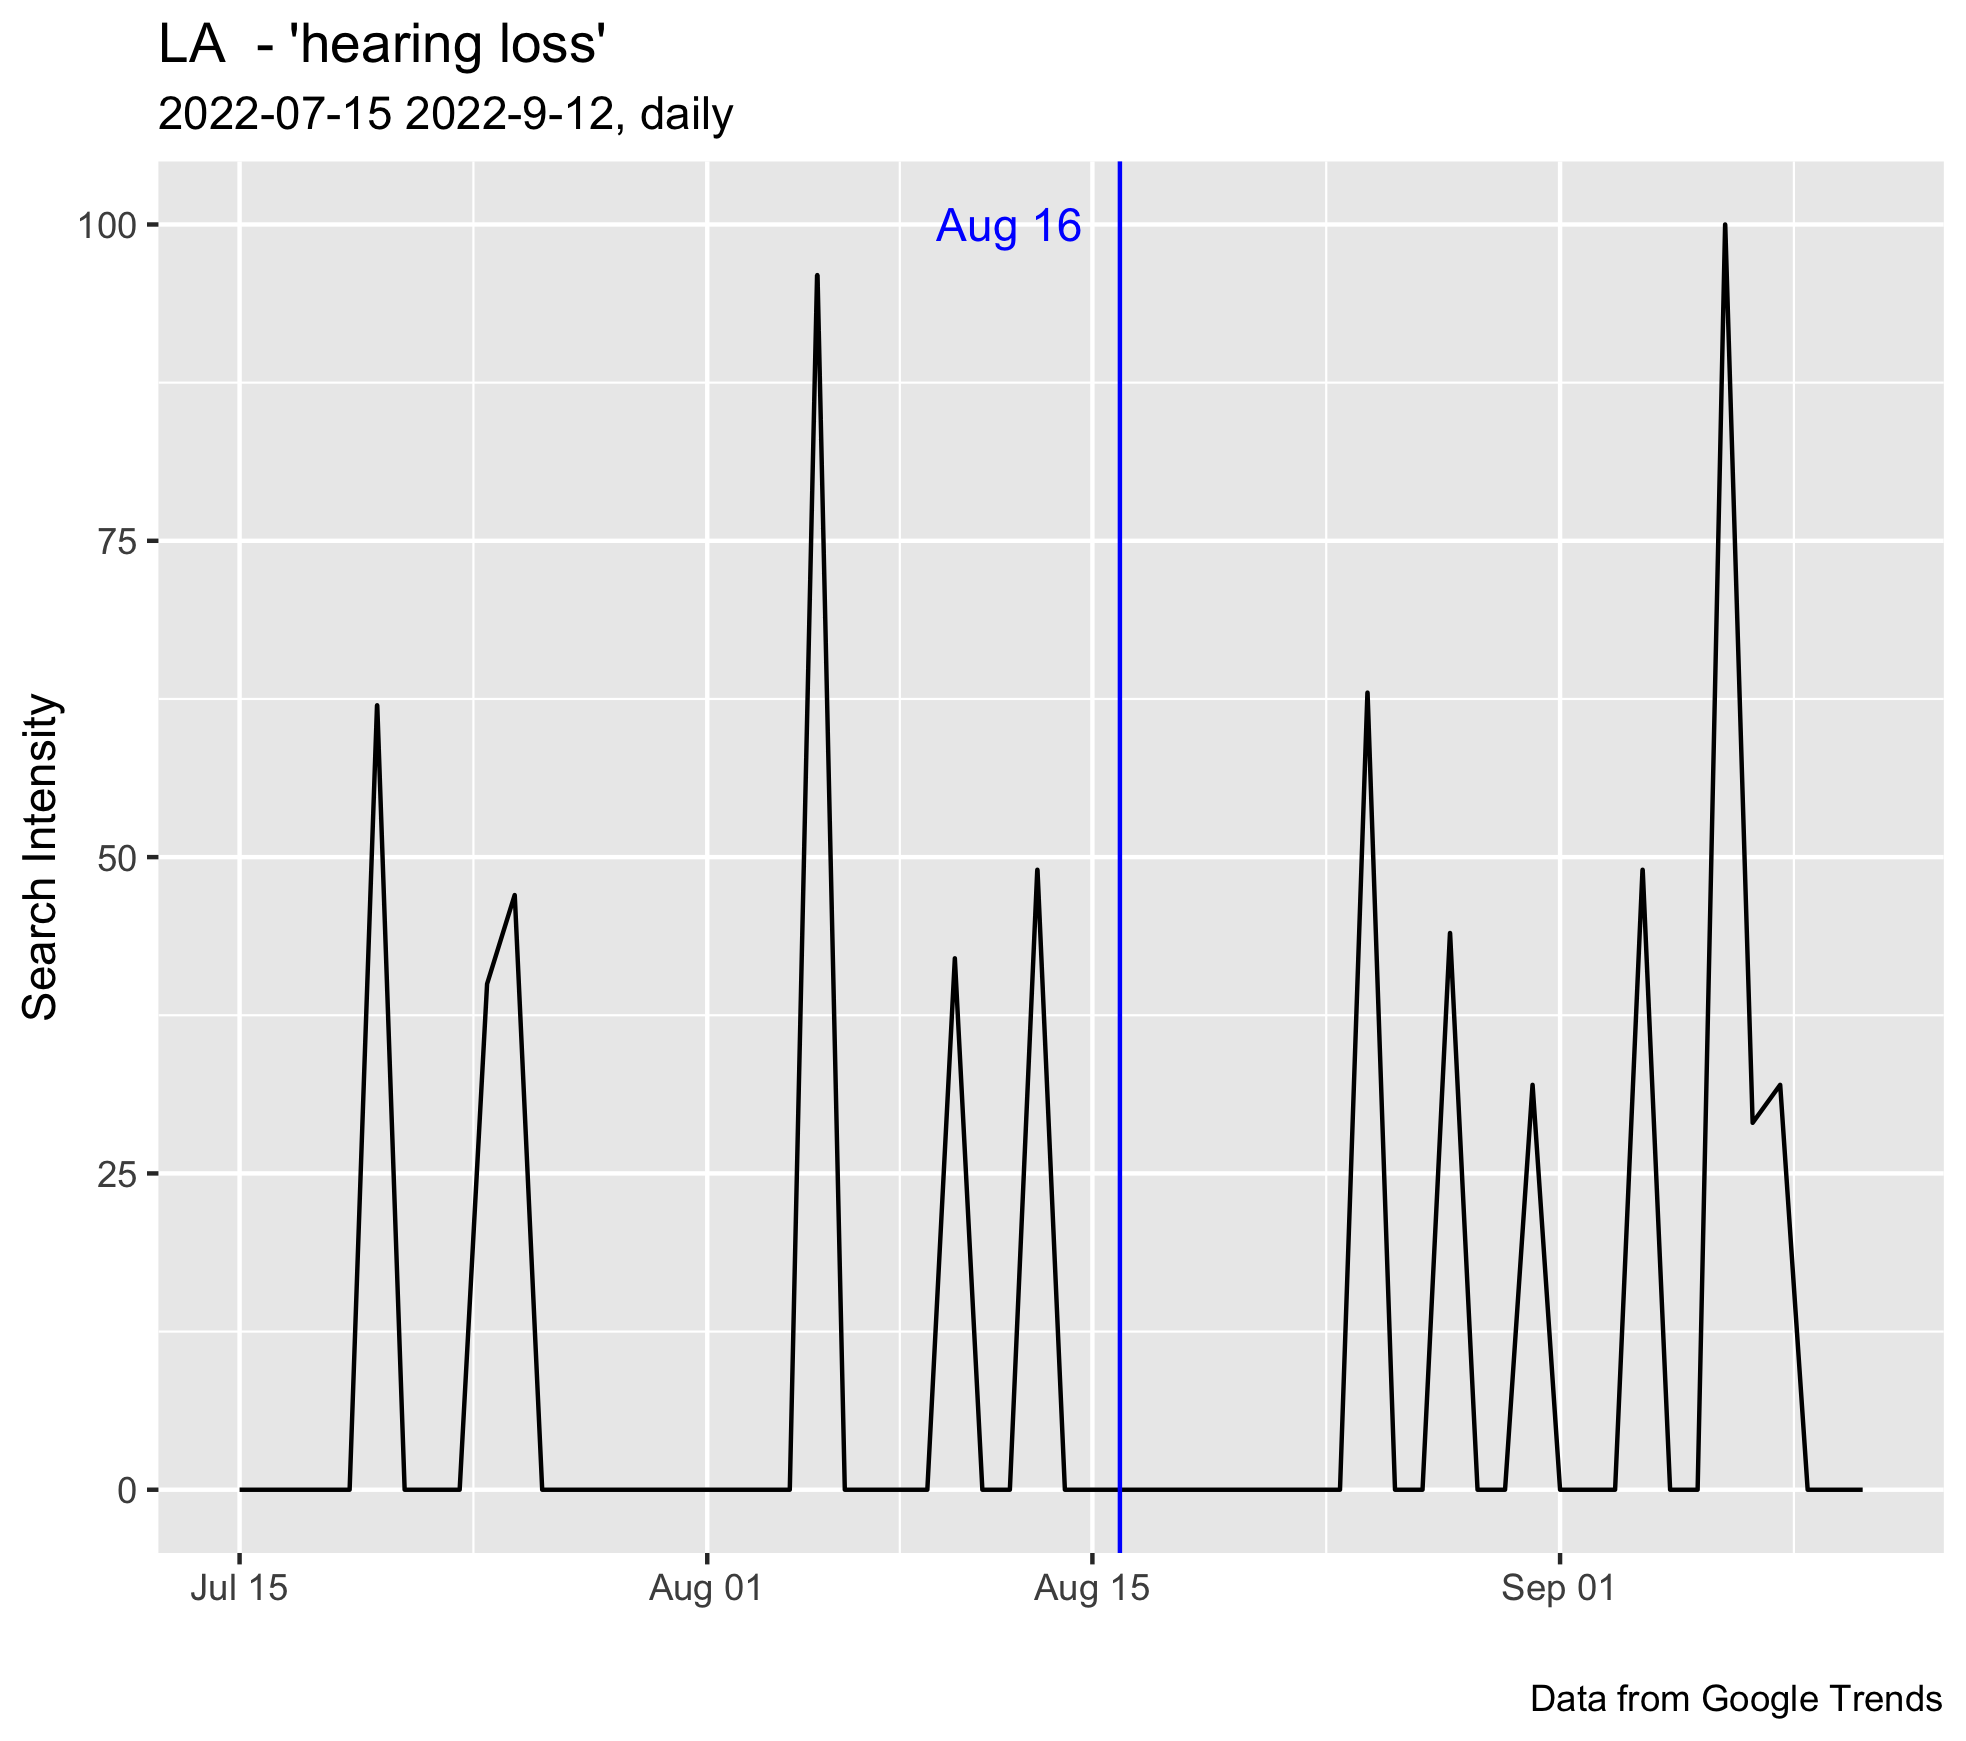 LA  - 'hearing loss'
2022-07-15 2022-9-12, daily
Search Intensity
100
75
50
25
0
Aug 16
Jul 15
Aug 01
Aug 15
Sep 01
Data from Google Trends